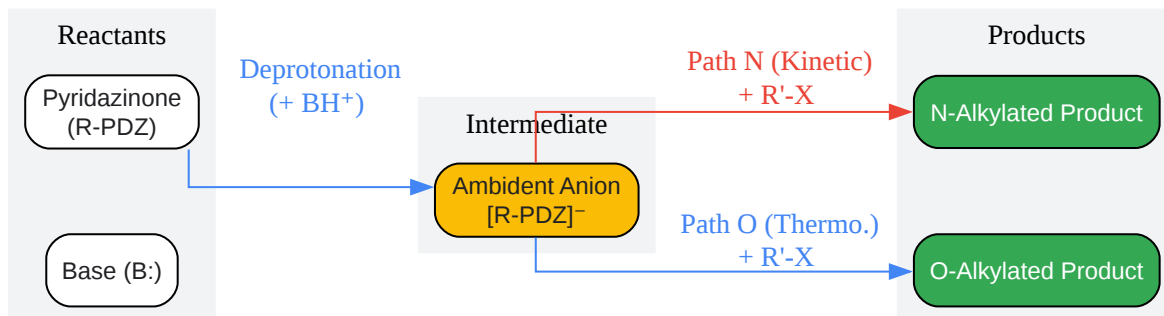 Reactants
Pyridazinone
(R-PDZ)
Base (B:)
Deprotonation
(+ BH⁺)
Intermediate
Ambident Anion
[R-PDZ]⁻
Path N (Kinetic)
+ R'-X
Path O (Thermo.)
+ R'-X
Products
N-Alkylated Product
O-Alkylated Product